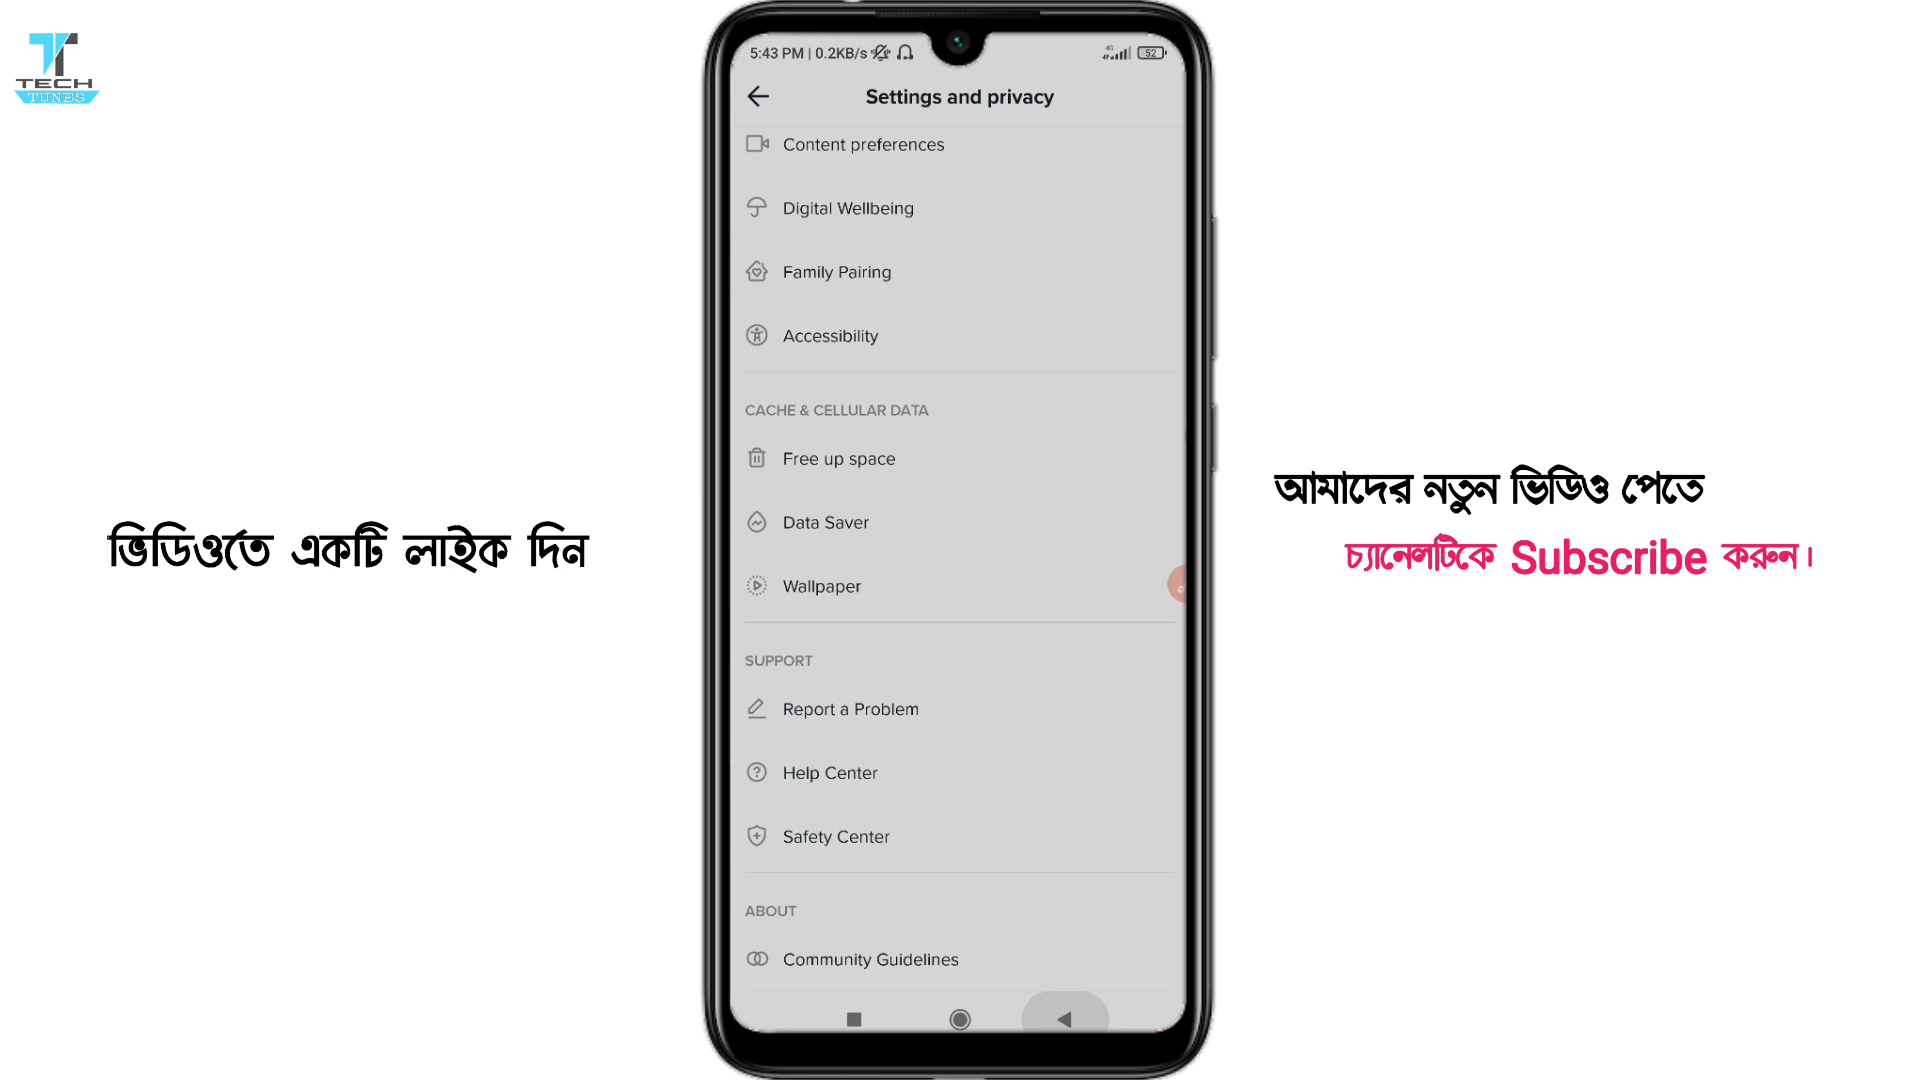 TECH
TUNES
5:43 PM | 0.2KB/s
4G
52
Settings and privacy
Content preferences
Digital Wellbeing
Family Pairing
Accessibility
CACHE & CELLULAR DATA
Free up space
Data Saver
Wallpaper
SUPPORT
Report a Problem
Help Center
Safety Center
ABOUT
Community Guidelines
ভিডিওতে একটি লাইক দিন
আমাদের নতুন ভিডিও পেতে
চ্যানেলটিকে Subscribe করুন।